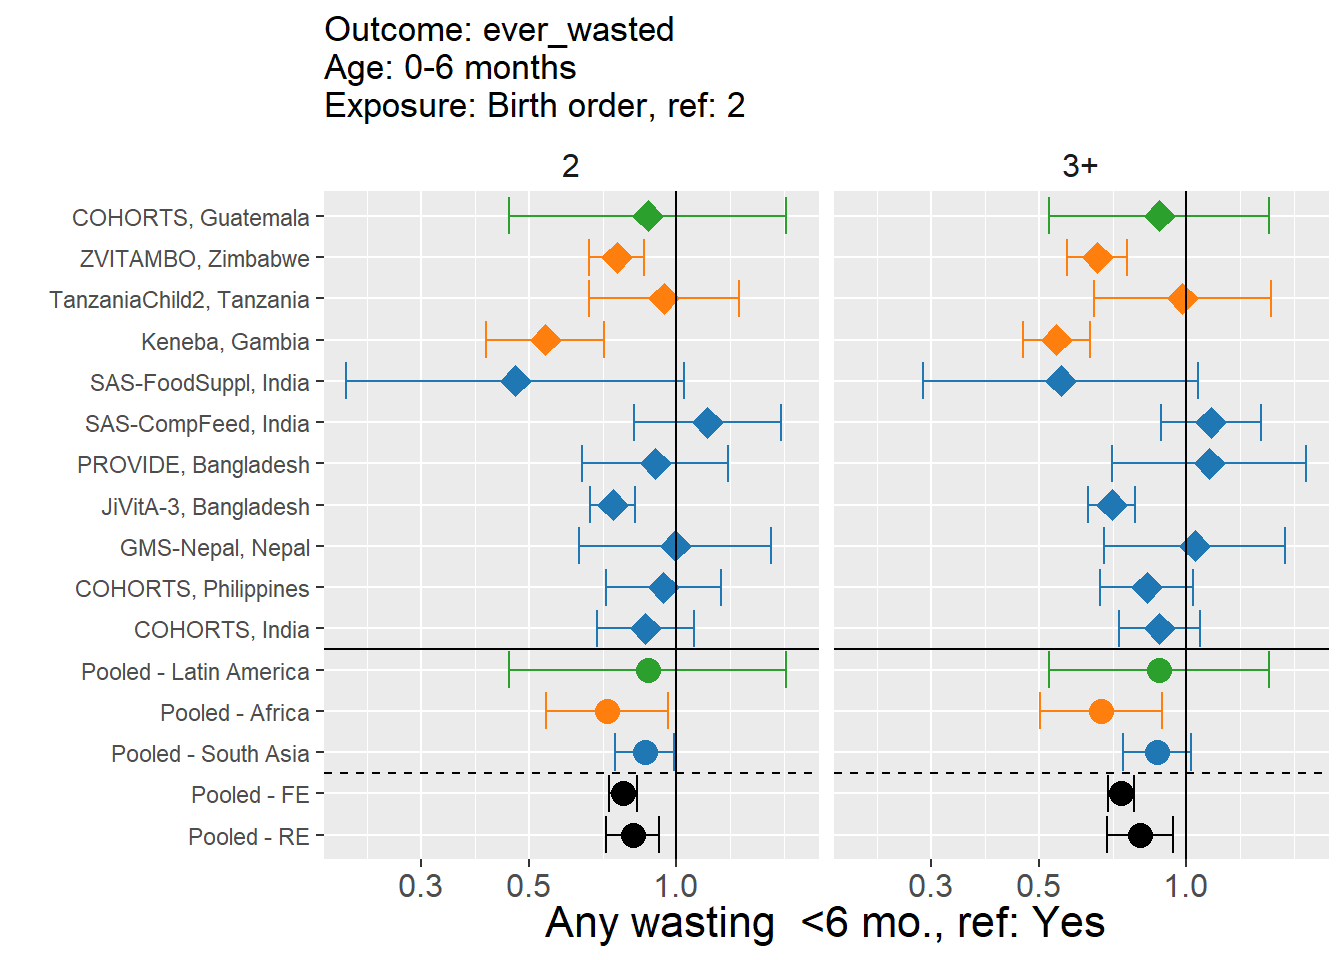 Outcome: ever_wasted
Age: 0-6 months
Exposure: Birth order, ref: 2
2
3+
COHORTS, Guatemala
ZVITAMBO, Zimbabwe
TanzaniaChild2, Tanzania
Keneba, Gambia
SAS-FoodSuppl, India
SAS-CompFeed, India
PROVIDE, Bangladesh
JiVitA-3, Bangladesh
GMS-Nepal, Nepal
COHORTS, Philippines
COHORTS, India
Pooled - Latin America
Pooled - Africa
Pooled - South Asia
Pooled - FE
Pooled - RE
0.3 0.5 1.0 0.3 0.5 1.0
Any wasting  <6 mo., ref: Yes